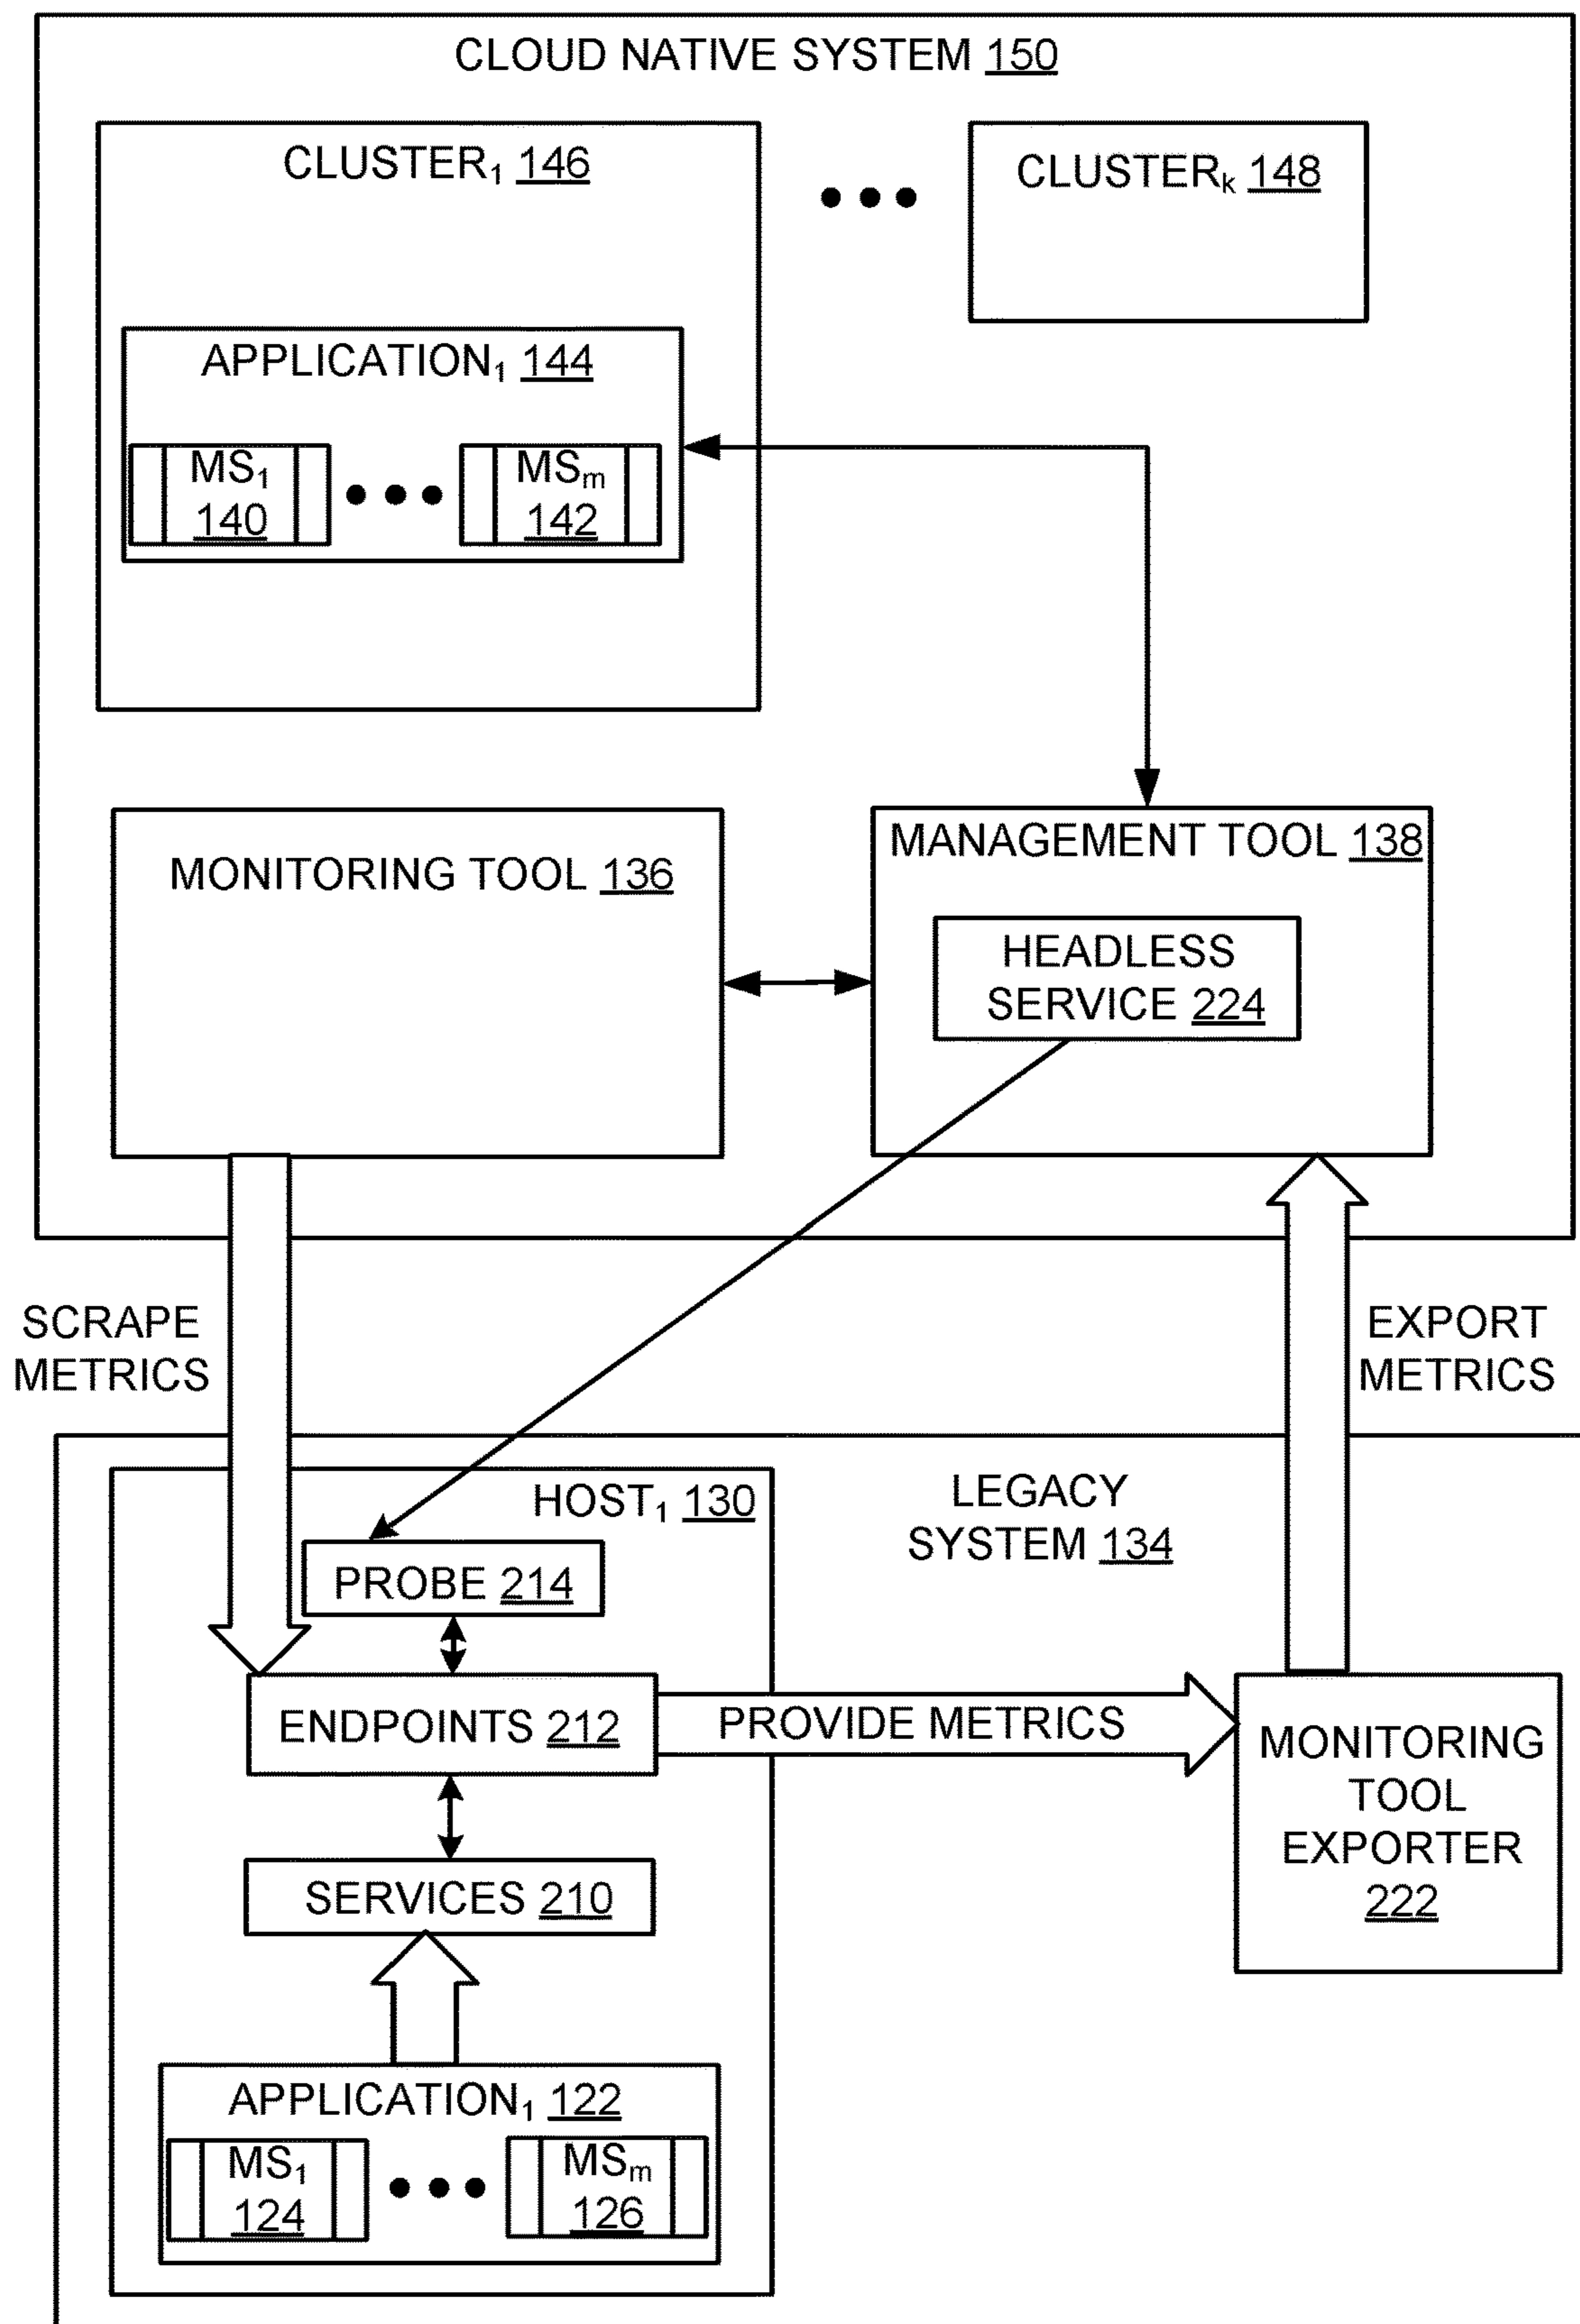 CLOUD NATIVE SYSTEM 150
CLUSTER₁ 146
CLUSTERₖ 148
APPLICATION₁ 144
MS₁
140
MSₘ
142
MANAGEMENT TOOL 138
MONITORING TOOL 136
HEADLESS
SERVICE 224
SCRAPE
METRICS
EXPORT
METRICS
HOST₁ 130
LEGACY
SYSTEM 134
PROBE 214
ENDPOINTS 212
PROVIDE METRICS
MONITORING
TOOL
EXPORTER
222
SERVICES 210
APPLICATION₁ 122
MS₁
124
MSₘ
126